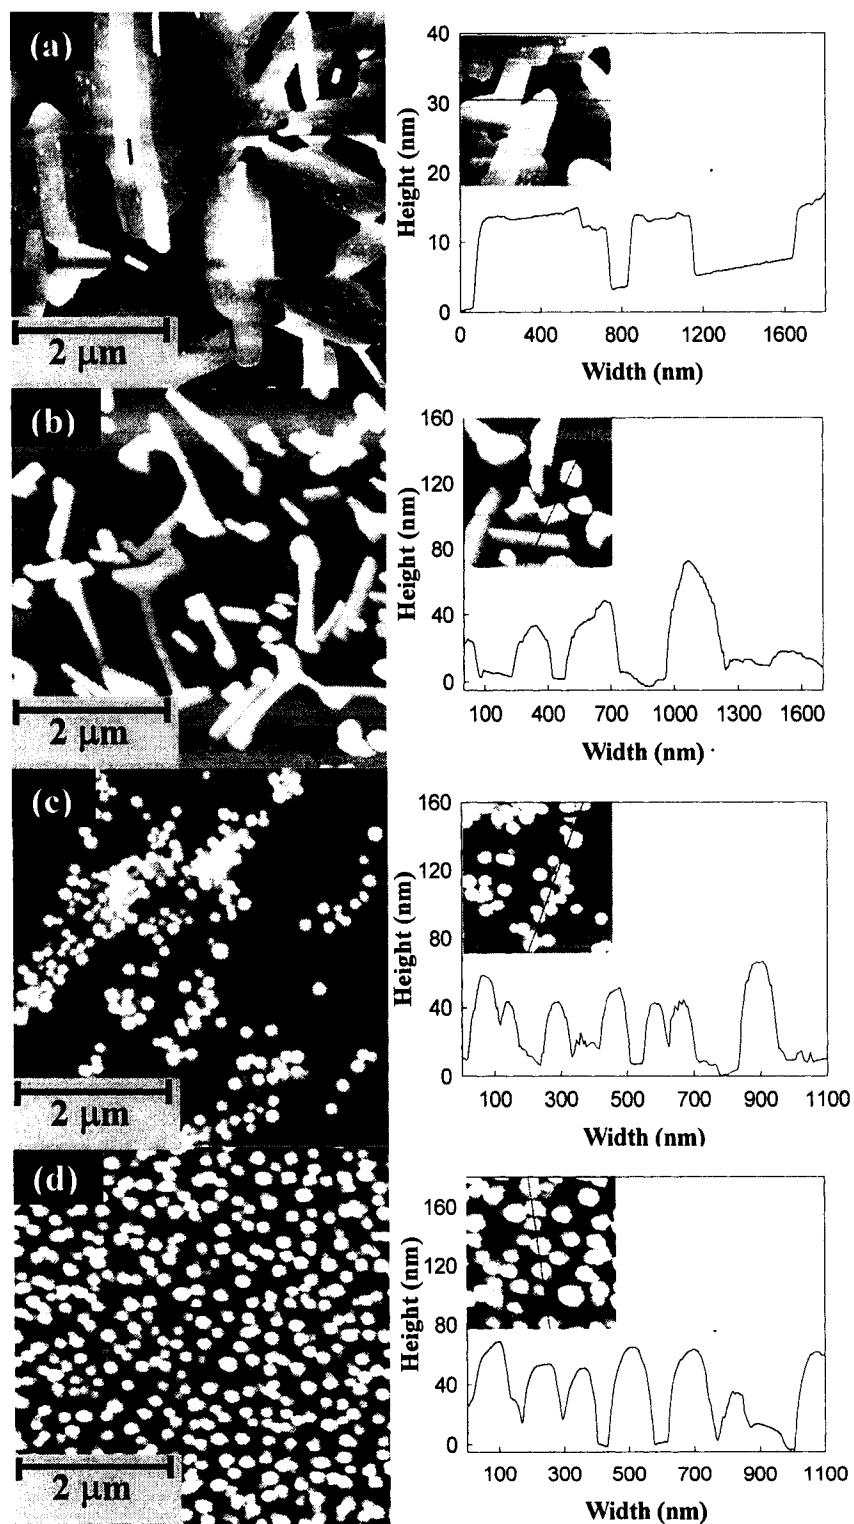 (a)
2 μm
40
30
20
10
0
Height (nm)
0 400 800 1200 1600
Width (nm)
(b)
2 μm
160
120
80
40
0
Height (nm)
100 400 700 1000 1300 1600
Width (nm)
(c)
2 μm
160
120
80
40
0
Height (nm)
100 300 500 700 900 1100
Width (nm)
(d)
2 μm
160
120
80
40
0
Height (nm)
100 300 500 700 900 1100
Width (nm)